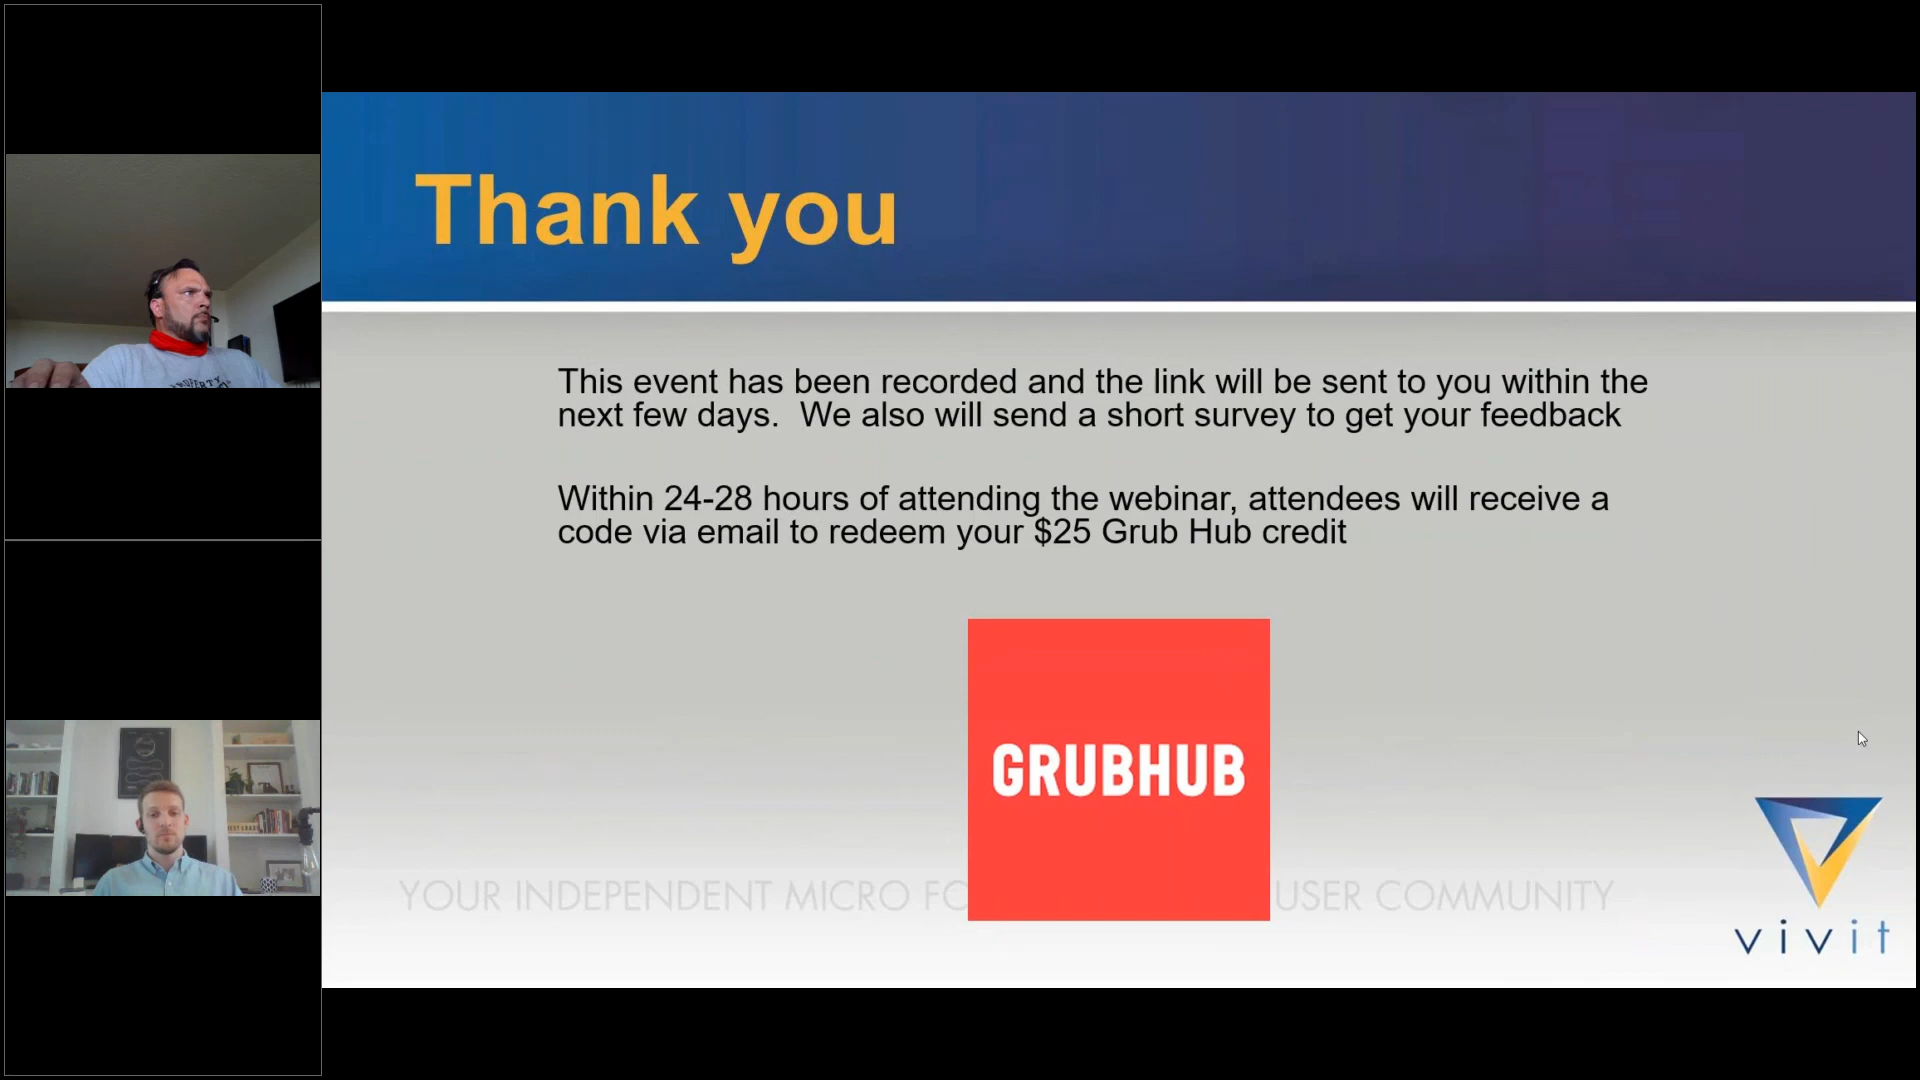 Thank you
This event has been recorded and the link will be sent to you within the
next few days.  We also will send a short survey to get your feedback
Within 24-28 hours of attending the webinar, attendees will receive a
code via email to redeem your $25 Grub Hub credit
GRUBHUB
YOUR INDEPENDENT MICRO FO
USER COMMUNITY
vivit